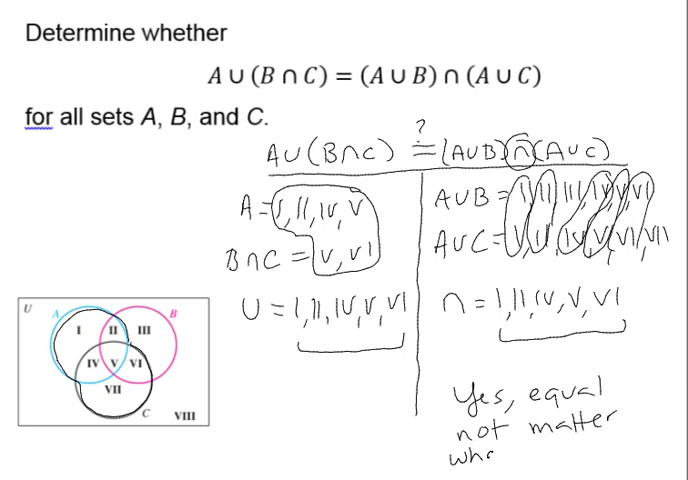 Determine whether
A ∪ (B ∩ C) = (A ∪ B) ∩ (A ∪ C)
for all sets A, B, and C.
?
A∪(B∩C) = (A∪B)∩(A∪C)
A = I, II, IV, V
B∩C = V, VI
∪ = I, II, IV, V, VI
A∪B = I, II, III, IV, V, VI
A∪C = I, II, IV, V, VI, VII
∩ = I, II, IV, V, VI
Yes, equal
not matter
wha
U
A
B
I
II
III
IV
V
VI
VII
C
VIII